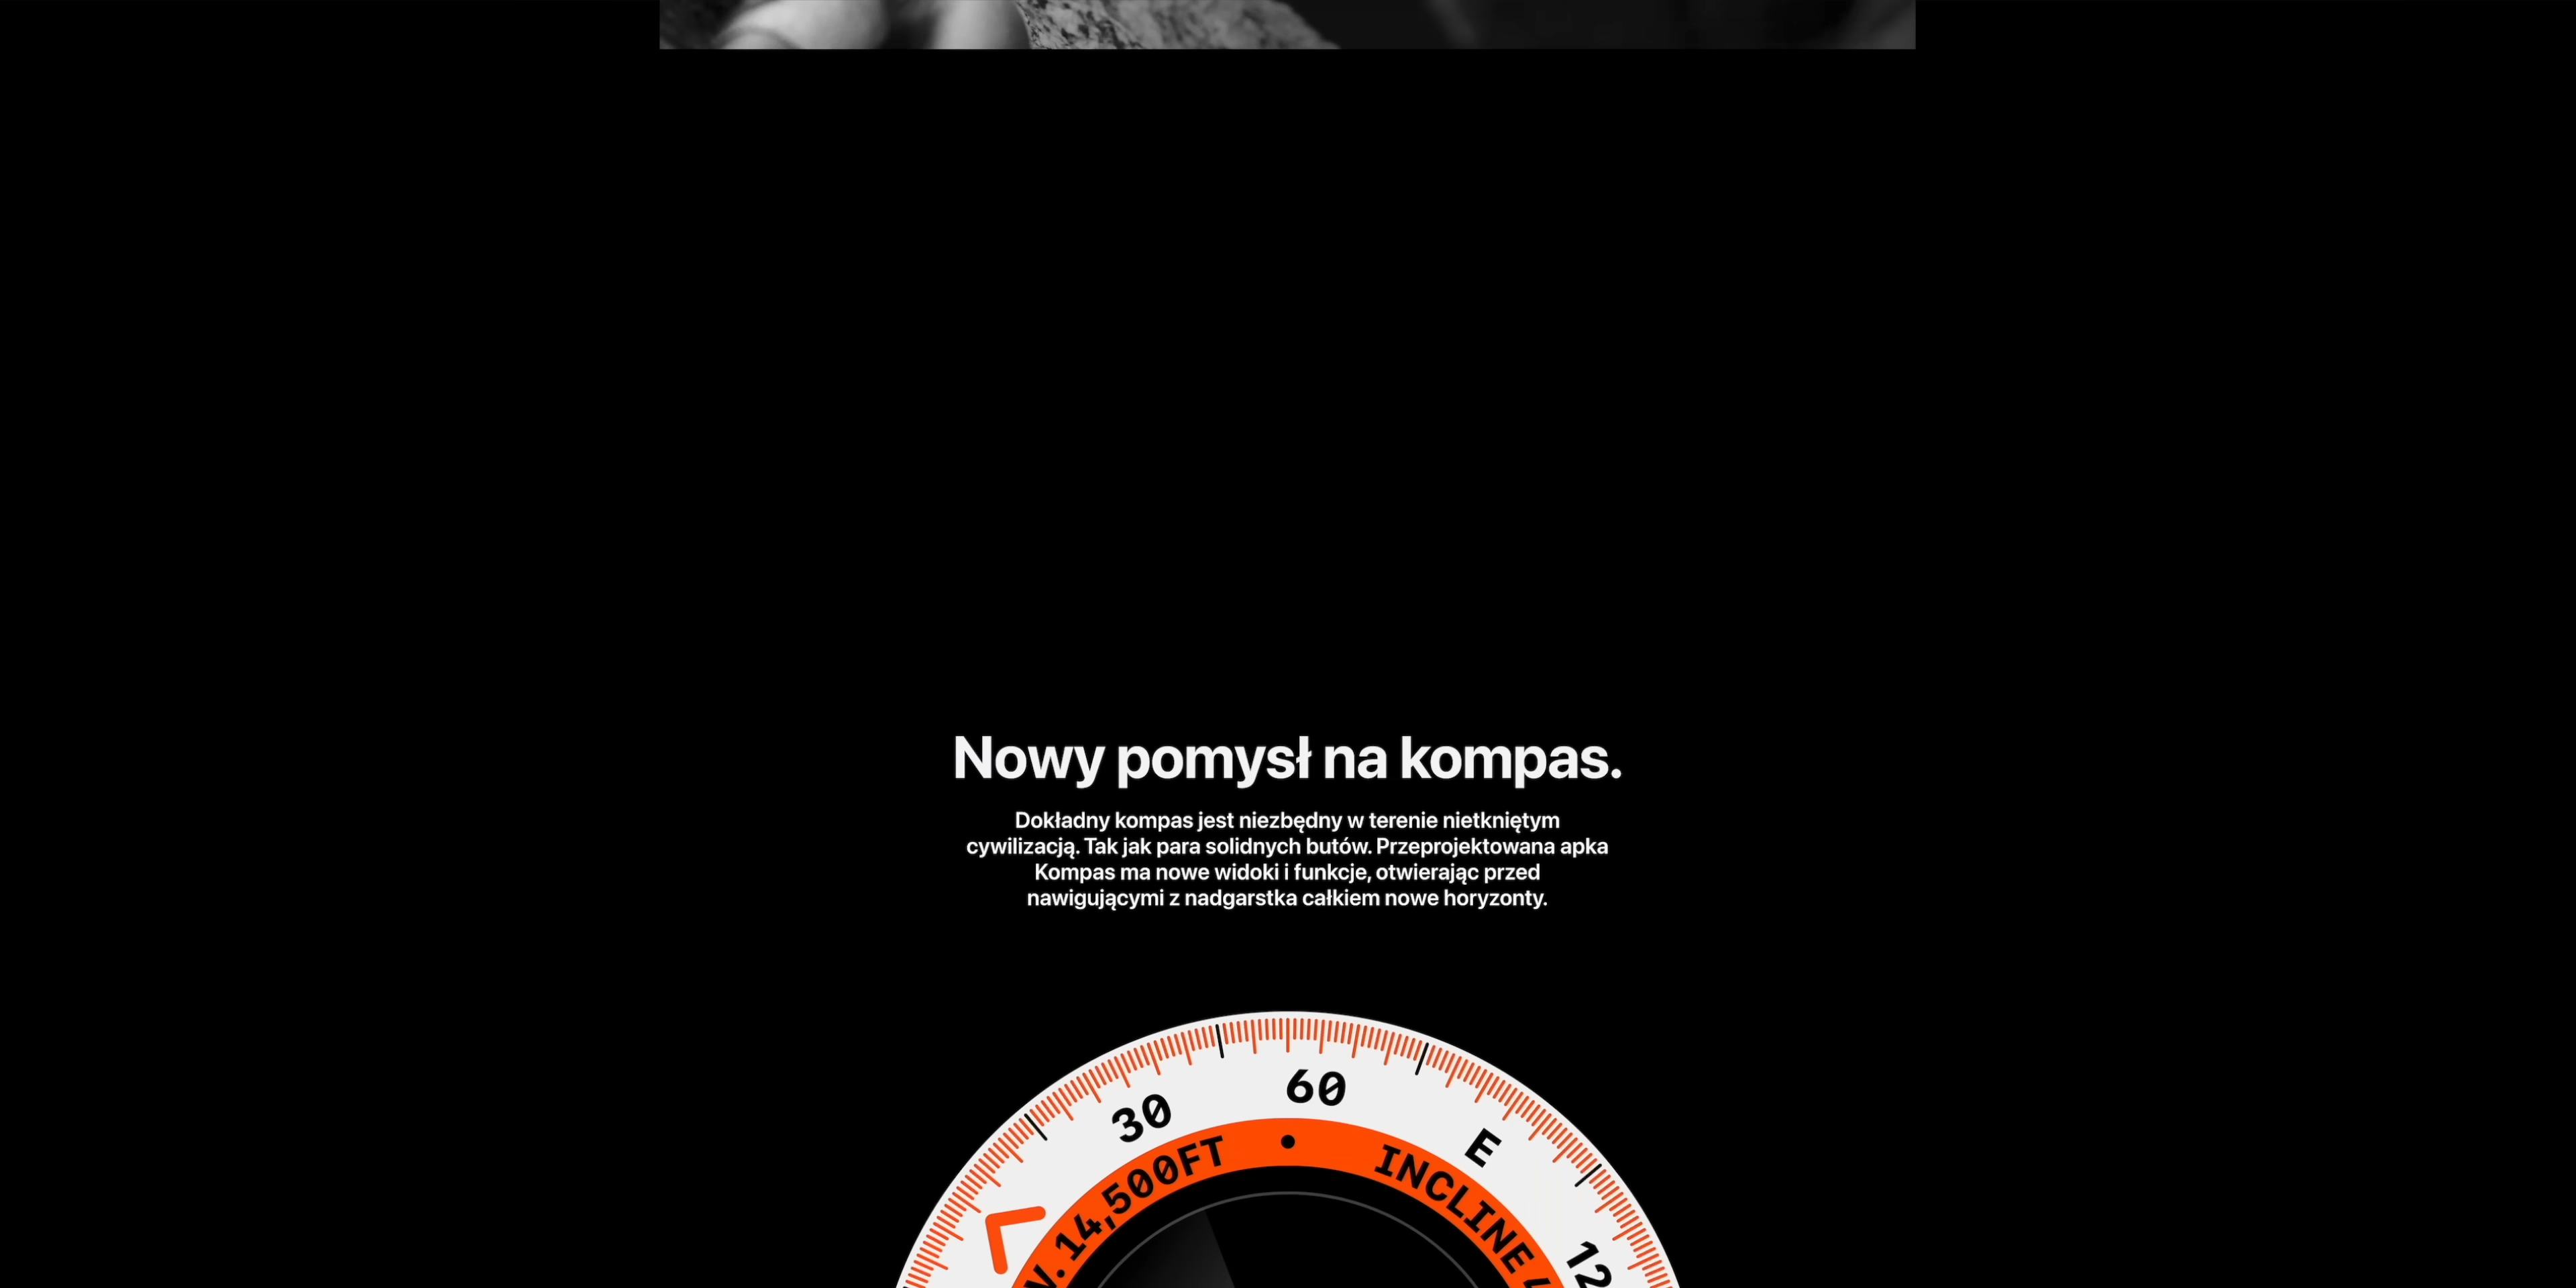 Nowy pomysł na kompas.
Dokładny kompas jest niezbędny w terenie nietkniętym
cywilizacją. Tak jak para solidnych butów. Przeprojektowana apka
Kompas ma nowe widoki i funkcje, otwierając przed
nawigującymi z nadgarstka całkiem nowe horyzonty.
30
60
E
14,500FT
•
INCLINE